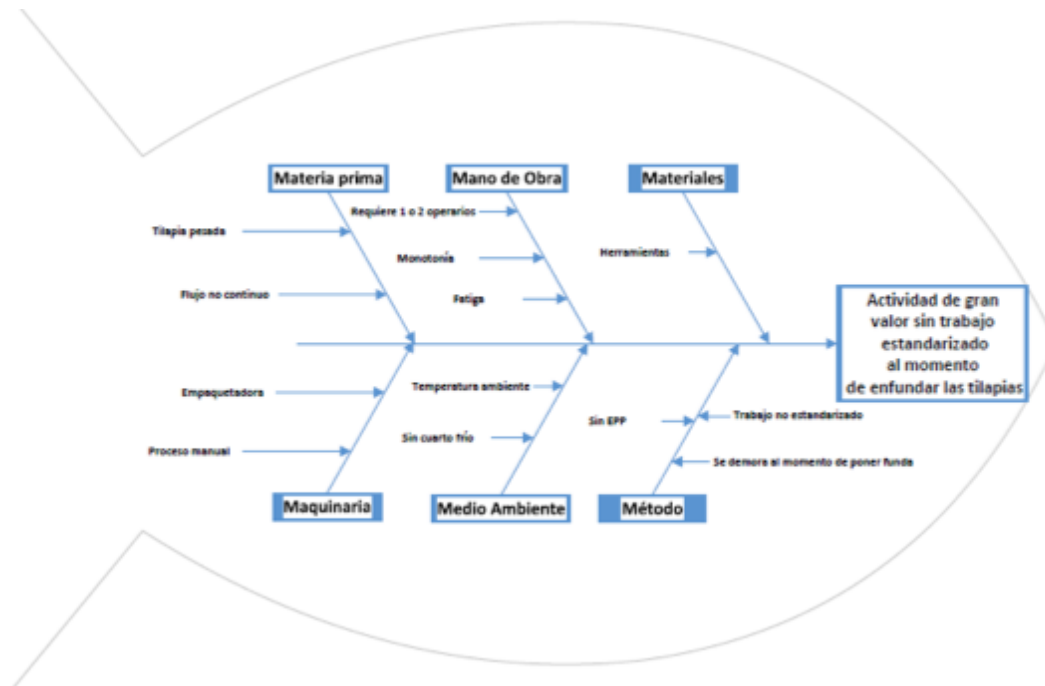 Materia prima
Mano de Obra
Materiales
Requiere 1 o 2 operarios
Tilapia pesada
Monotonía
Herramientas
Flujo no continuo
Fatiga
Actividad de gran
valor sin trabajo
estandarizado
al momento
de enfundar las tilapias
Empaquetadora
Temperatura ambiente
Sin EPP
Trabajo no estandarizado
Sin cuarto frío
Proceso manual
Se demora al momento de poner funda
Maquinaria
Medio Ambiente
Método